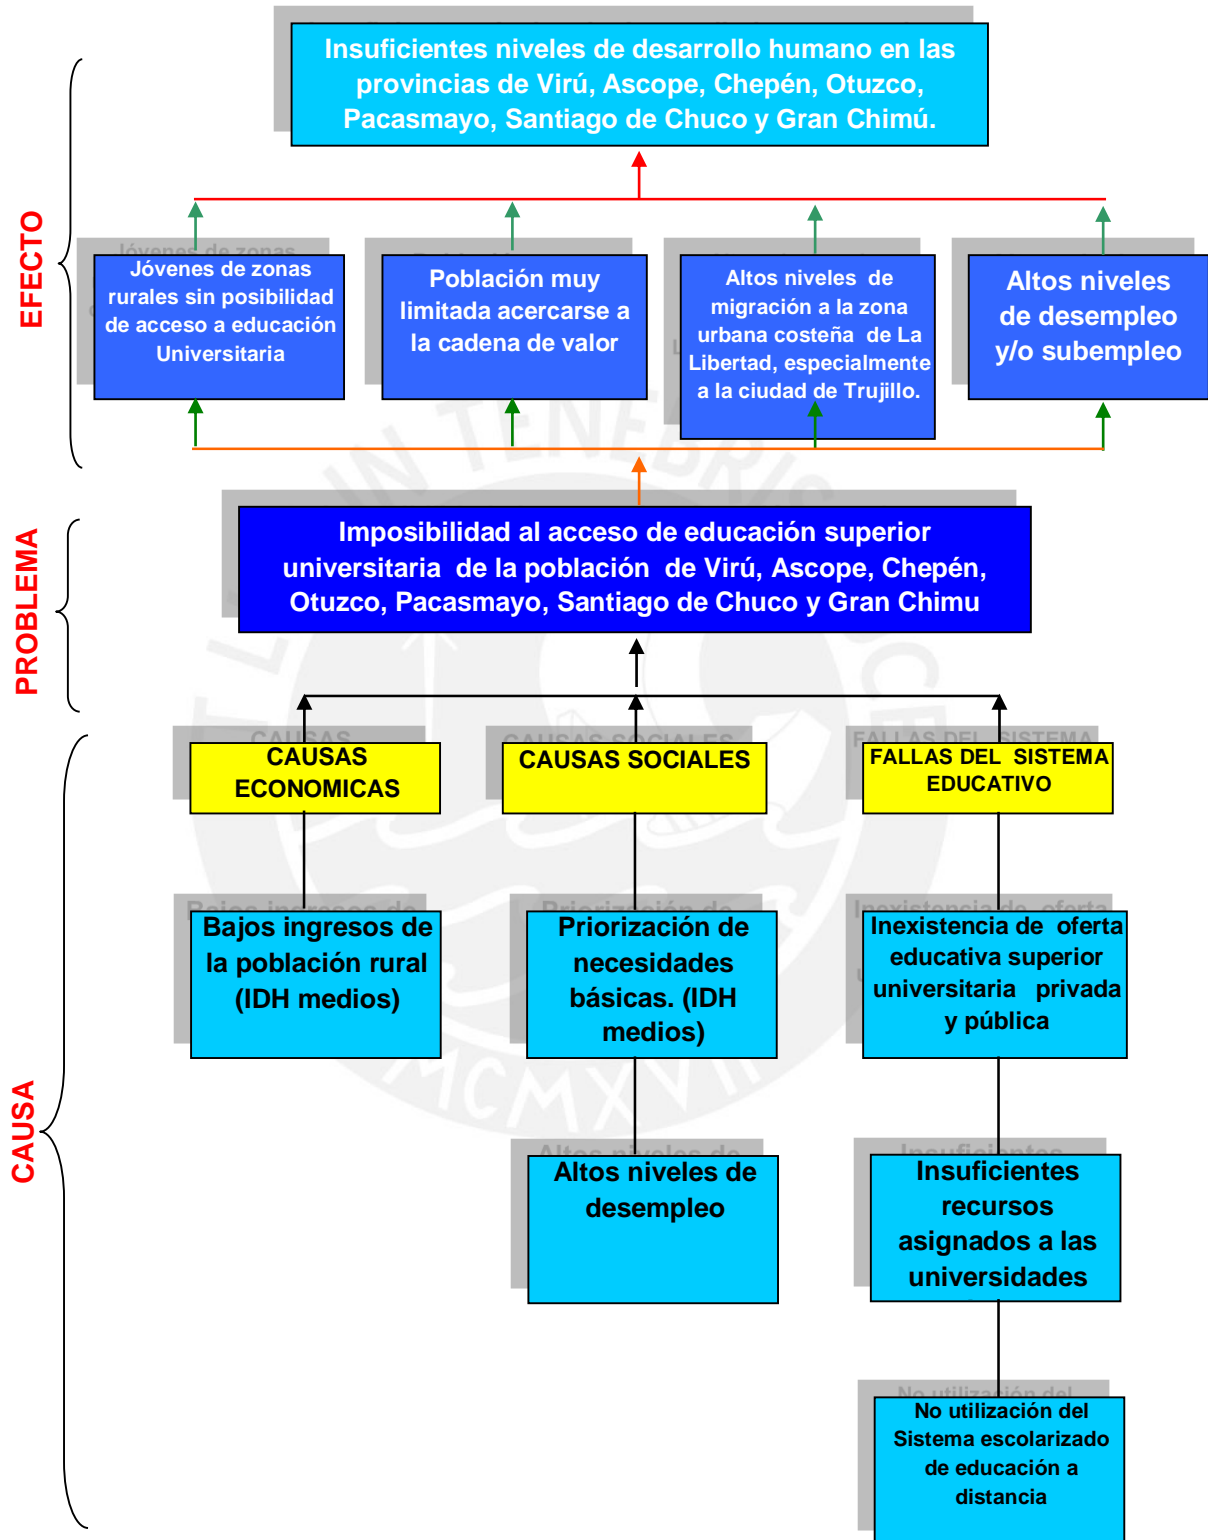 Insuficientes niveles de desarrollo humano en las
provincias de Virú, Ascope, Chepén, Otuzco,
Pacasmayo, Santiago de Chuco y Gran Chimú.
EFECTO
Jóvenes de zonas
rurales sin posibilidad
de acceso a educación
Universitaria
Población muy
limitada acercarse a
la cadena de valor
Altos niveles de
migración a la zona
urbana costeña de La
Libertad, especialmente
a la ciudad de Trujillo.
Altos niveles
de desempleo
y/o subempleo
PROBLEMA
Imposibilidad al acceso de educación superior
universitaria de la población de Virú, Ascope, Chepén,
Otuzco, Pacasmayo, Santiago de Chuco y Gran Chimu
CAUSA
CAUSAS
ECONOMICAS
CAUSAS SOCIALES
FALLAS DEL SISTEMA
EDUCATIVO
Bajos ingresos de
la población rural
(IDH medios)
Priorización de
necesidades
básicas. (IDH
medios)
Inexistencia de oferta
educativa superior
universitaria privada
y pública
Altos niveles de
desempleo
Insuficientes
recursos
asignados a las
universidades
No utilización del
Sistema escolarizado
de educación a
distancia
IN TENEBRIS
MCMXVII